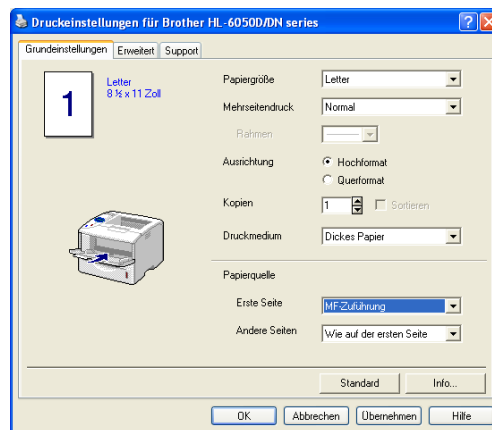 Druckeinstellungen für Brother HL-6050D/DN series
Grundeinstellungen Erweitert Support
1
Letter
8 ½ x 11 Zoll
Papiergröße Letter
Mehrseitendruck Normal
Rahmen
Ausrichtung Hochformat
Querformat
Kopien 1 Sortieren
Druckmedium Dickes Papier
Papierquelle
Erste Seite MF-Zuführung
Andere Seiten Wie auf der ersten Seite
Standard Info...
OK Abbrechen Übernehmen Hilfe